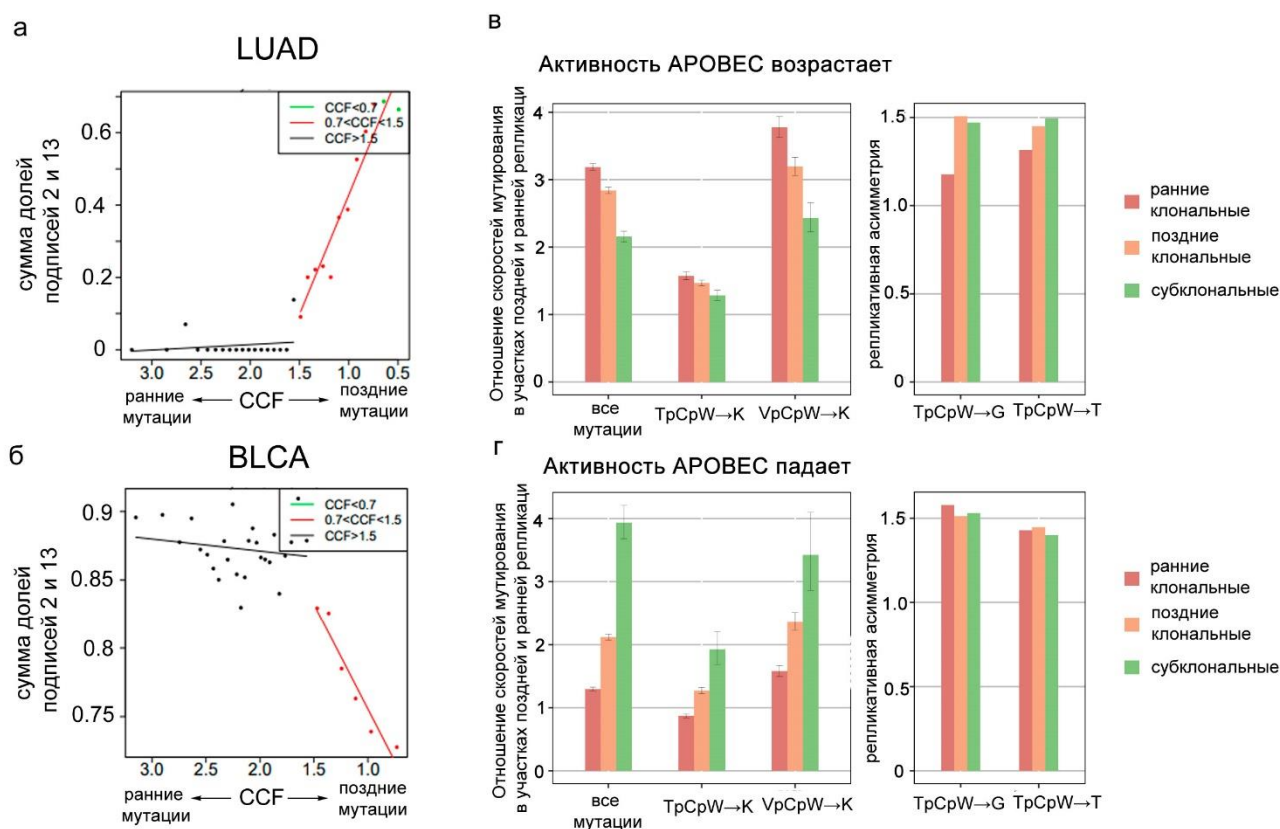 а
LUAD
CCF<0.7
0.7<CCF<1.5
CCF>1.5
сумма долей
подписей 2 и 13
0.6
0.4
0.2
0
3.0 2.5 2.0 1.5 1.0 0.5
ранние
мутации
CCF
поздние
мутации
в
Активность APOBEC возрастает
Отношение скоростей мутирования
в участках поздней и ранней репликаци
4
3
2
1
0
все
мутации
TpCpW→K
VpCpW→K
репликативная асимметрия
1.5
1.0
0.5
0
TpCpW→G
TpCpW→T
ранние
клональные
поздние
клональные
субклональные
б
BLCA
CCF<0.7
0.7<CCF<1.5
CCF>1.5
сумма долей
подписей 2 и 13
0.9
0.85
0.8
0.75
3.0 2.5 2.0 1.5 1.0
ранние
мутации
CCF
поздние
мутации
г
Активность APOBEC падает
Отношение скоростей мутирования
в участках поздней и ранней репликаци
4
3
2
1
0
все
мутации
TpCpW→K
VpCpW→K
репликативная асимметрия
1.5
1.0
0.5
0
TpCpW→G
TpCpW→T
ранние
клональные
поздние
клональные
субклональные